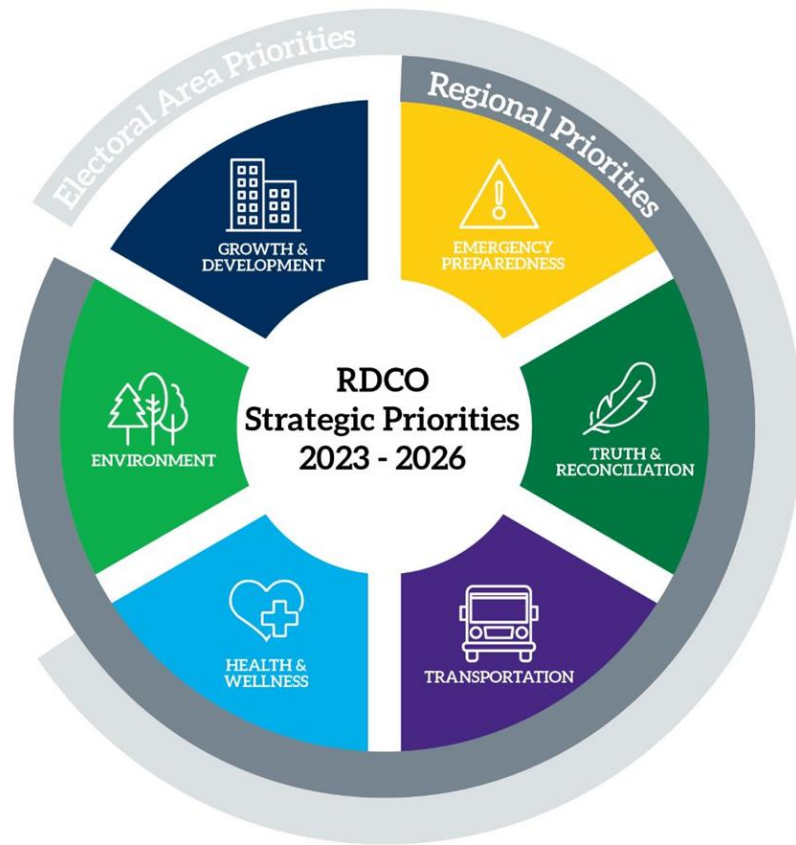 Electoral Area Priorities
Regional Priorities
GROWTH &
DEVELOPMENT
EMERGENCY
PREPAREDNESS
ENVIRONMENT
RDCO
Strategic Priorities
2023 - 2026
TRUTH &
RECONCILIATION
HEALTH &
WELLNESS
TRANSPORTATION